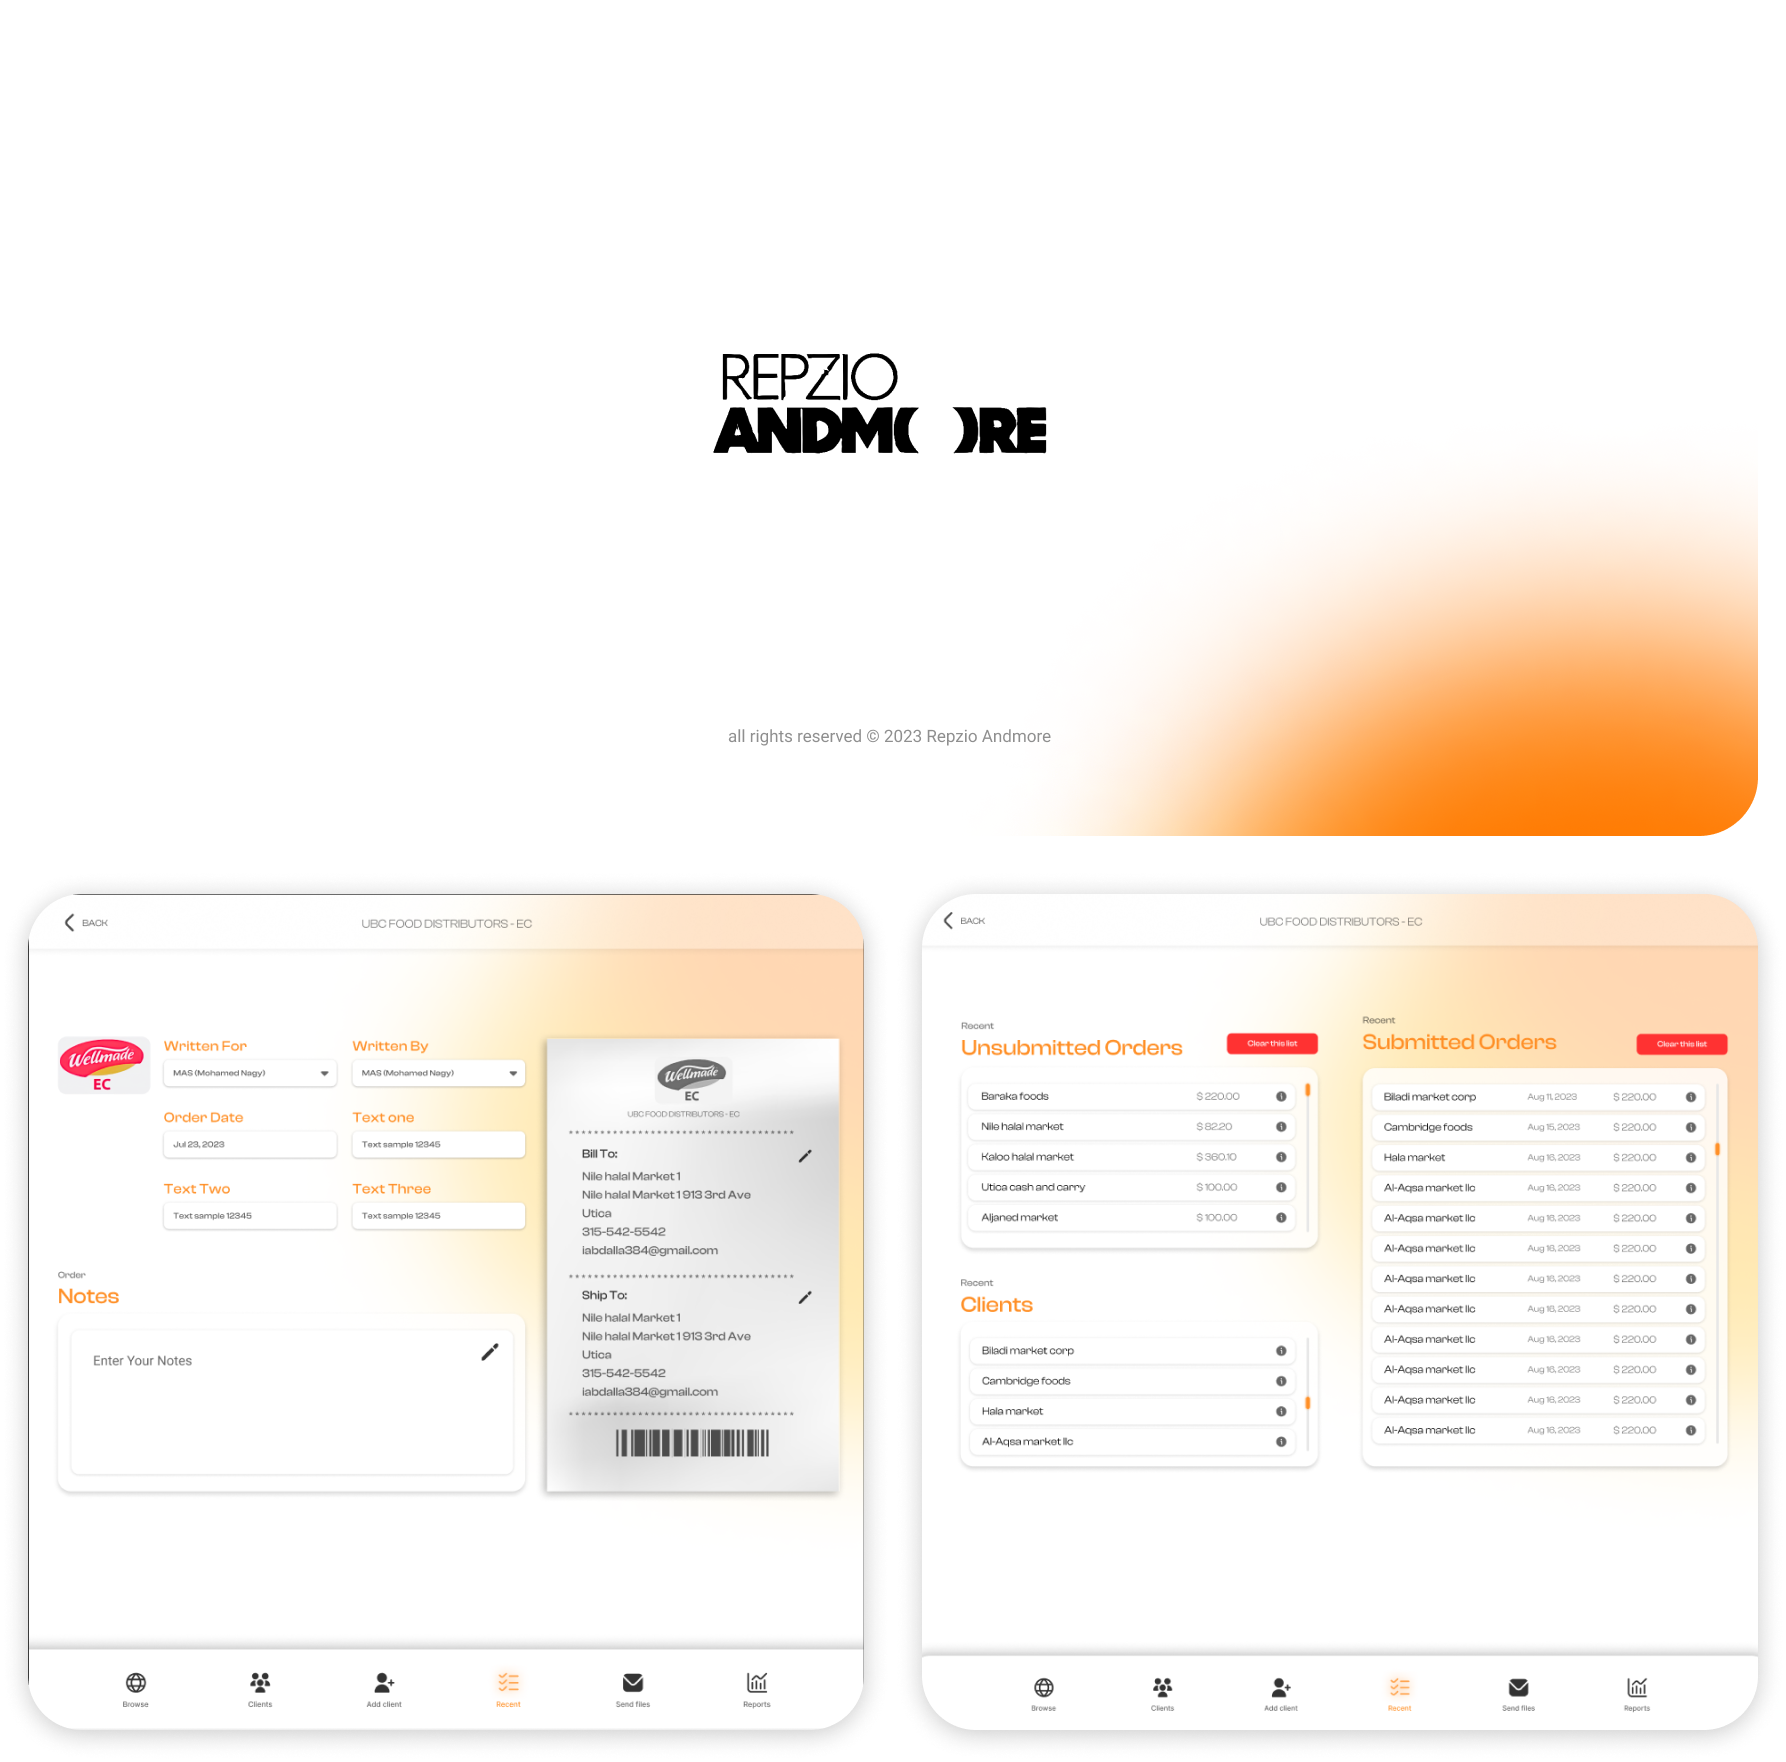 REPZIO
ANDM( )RE
all rights reserved © 2023 Repzio Andmore
BACK
UBC FOOD DISTRIBUTORS - EC
Wellmade
EC
Written For
Written By
MAS (Mohamed Nagy)
MAS (Mohamed Nagy)
Order Date
Text one
Jul 23, 2023
Text sample 12345
Text Two
Text Three
Text sample 12345
Text sample 12345
Order
Notes
Enter Your Notes
Wellmade
EC
UBC FOOD DISTRIBUTORS - EC
Bill To:
Nile halal Market 1
Nile halal Market 1 913 3rd Ave
Utica
315-542-5542
iabdalla384@gmail.com
Ship To:
Nile halal Market 1
Nile halal Market 1 913 3rd Ave
Utica
315-542-5542
iabdalla384@gmail.com
Browse
Clients
Add client
Recent
Send files
Reports
BACK
UBC FOOD DISTRIBUTORS - EC
Recent
Unsubmitted Orders
Clear this list
Baraka foods $ 220.00
Nile halal market $ 82.20
Kaloo halal market $ 360.10
Utica cash and carry $ 100.00
Aljaned market $ 100.00
Recent
Clients
Biladi market corp
Cambridge foods
Hala market
Al-Aqsa market llc
Recent
Submitted Orders
Clear this list
Biladi market corp Aug 11, 2023 $ 220.00
Cambridge foods Aug 15, 2023 $ 220.00
Hala market Aug 16, 2023 $ 220.00
Al-Aqsa market llc Aug 16, 2023 $ 220.00
Al-Aqsa market llc Aug 16, 2023 $ 220.00
Al-Aqsa market llc Aug 16, 2023 $ 220.00
Al-Aqsa market llc Aug 16, 2023 $ 220.00
Al-Aqsa market llc Aug 16, 2023 $ 220.00
Al-Aqsa market llc Aug 16, 2023 $ 220.00
Al-Aqsa market llc Aug 16, 2023 $ 220.00
Al-Aqsa market llc Aug 16, 2023 $ 220.00
Al-Aqsa market llc Aug 16, 2023 $ 220.00
Browse
Clients
Add client
Recent
Send files
Reports